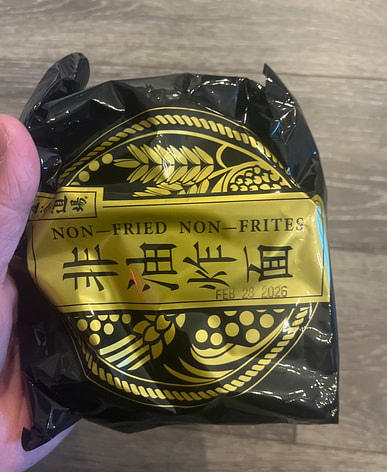 NON—FRIED NON—FRITES
非油炸面
FEB 28 2026